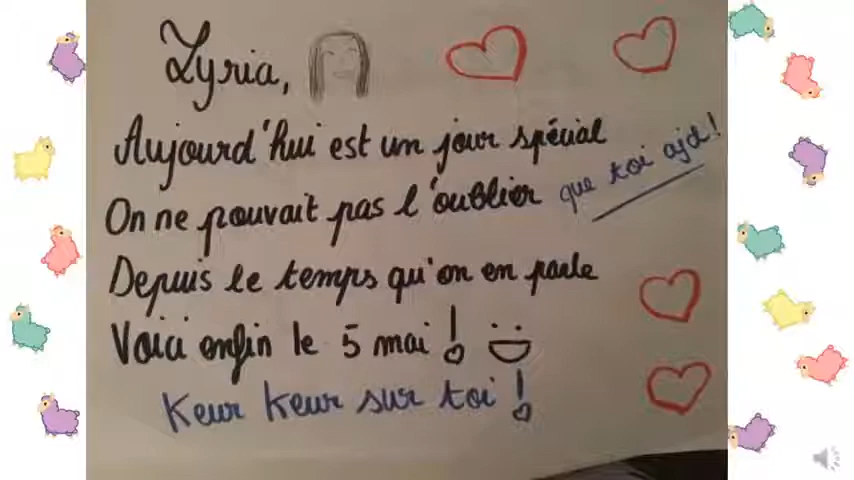 Lyria,
Aujourd'hui est un jour spécial
On ne pouvait pas l'oublier que toi ajd!
Depuis le temps qu'on en parle
Voici enfin le 5 mai !
Keur Keur sur toi !